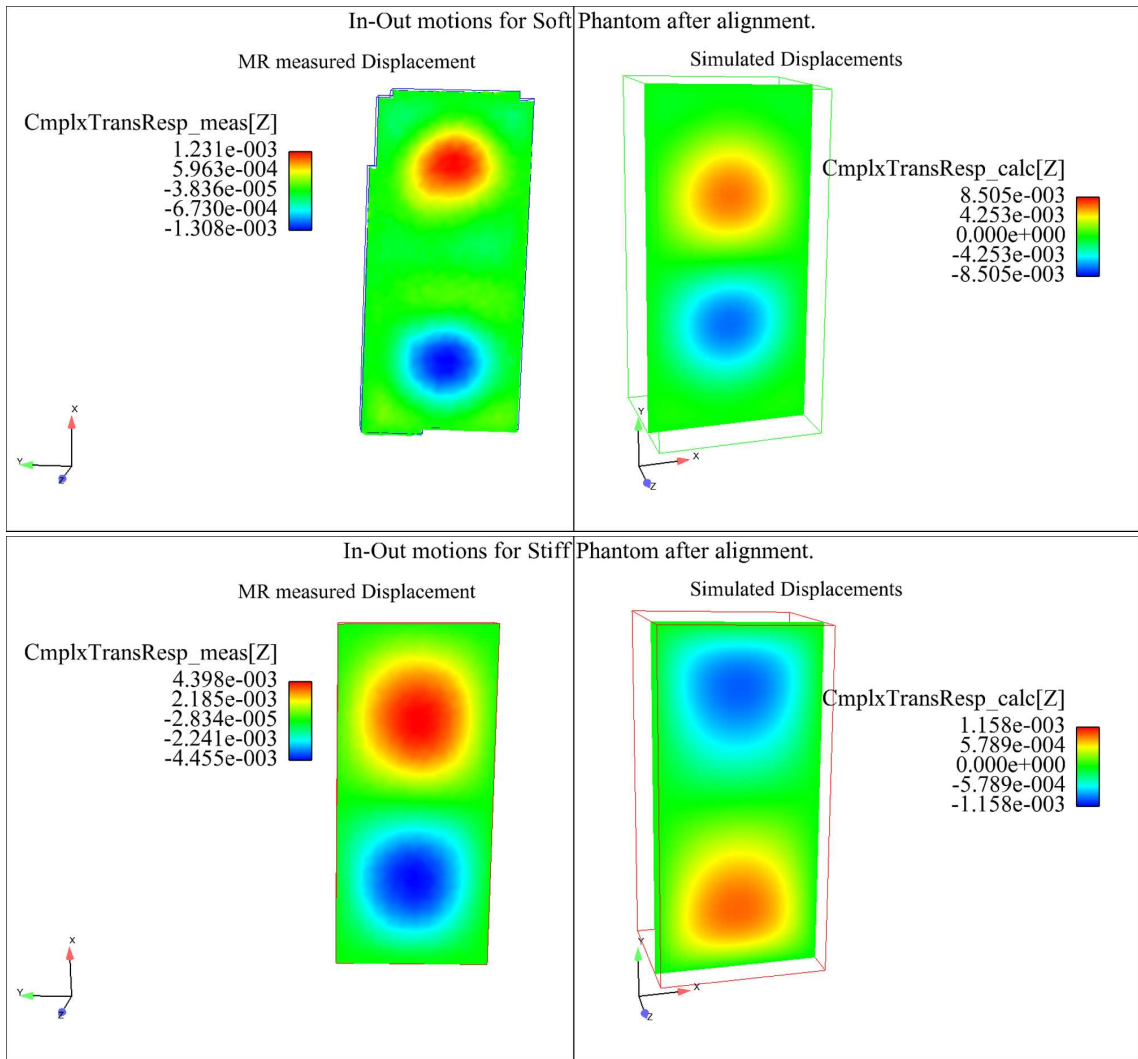 In-Out motions for Soft Phantom after alignment.
MR measured Displacement
Simulated Displacements
CmplxTransResp_meas[Z]
1.231e-003
5.963e-004
-3.836e-005
-6.730e-004
-1.308e-003
CmplxTransResp_calc[Z]
8.505e-003
4.253e-003
0.000e+000
-4.253e-003
-8.505e-003
X
Y
Z
Y
X
Z
In-Out motions for Stiff Phantom after alignment.
MR measured Displacement
Simulated Displacements
CmplxTransResp_meas[Z]
4.398e-003
2.185e-003
-2.834e-005
-2.241e-003
-4.455e-003
CmplxTransResp_calc[Z]
1.158e-003
5.789e-004
0.000e+000
-5.789e-004
-1.158e-003
X
Y
Z
Y
X
Z